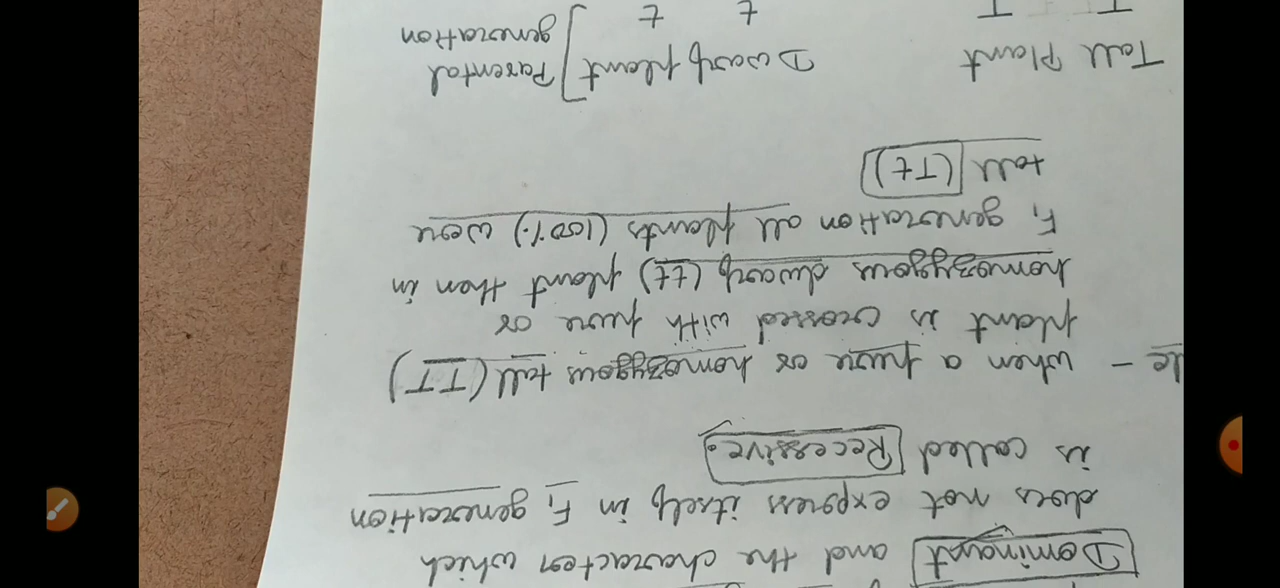 Dominant and the character which
does not express itself in F₁ generation
is called Recessive.
le - when a pure or homozygous tall (TT)
plant is crossed with pure or
homozygous dwarf (tt) plant then in
F₁ generation all plants (100%) were
tall (Tt)
Tall Plant Dwarf plant ] Parental
T T t t generation